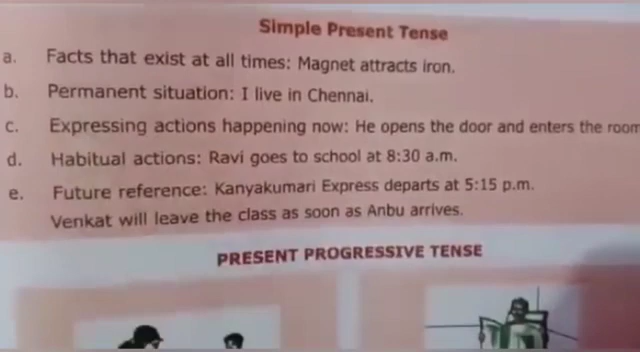 Simple Present Tense
a. Facts that exist at all times: Magnet attracts iron.
b. Permanent situation: I live in Chennai.
c. Expressing actions happening now: He opens the door and enters the room
d. Habitual actions: Ravi goes to school at 8:30 a.m.
e. Future reference: Kanyakumari Express departs at 5:15 p.m.
Venkat will leave the class as soon as Anbu arrives.
PRESENT PROGRESSIVE TENSE